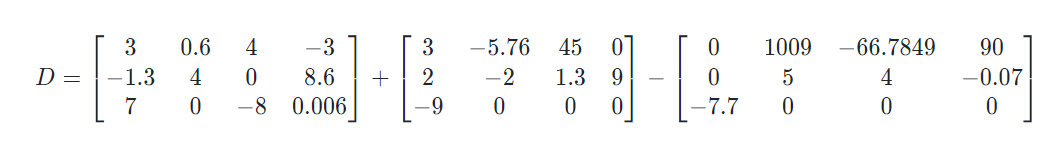 D = [ 3 0.6 4 −3 ] + [ 3 −5.76 45 0 ] − [ 0 1009 −66.7849 90 ]
[ −1.3 4 0 8.6 ] [ 2 −2 1.3 9 ] [ 0 5 4 −0.07 ]
[ 7 0 −8 0.006 ] [ −9 0 0 0 ] [ −7.7 0 0 0 ]